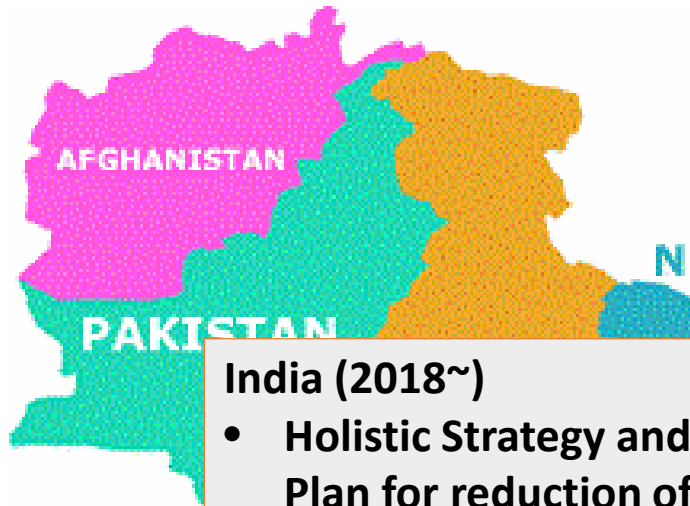 AFGHANISTAN
N
PAKISTAN
India (2018~)
• Holistic Strategy and
Plan for reduction of